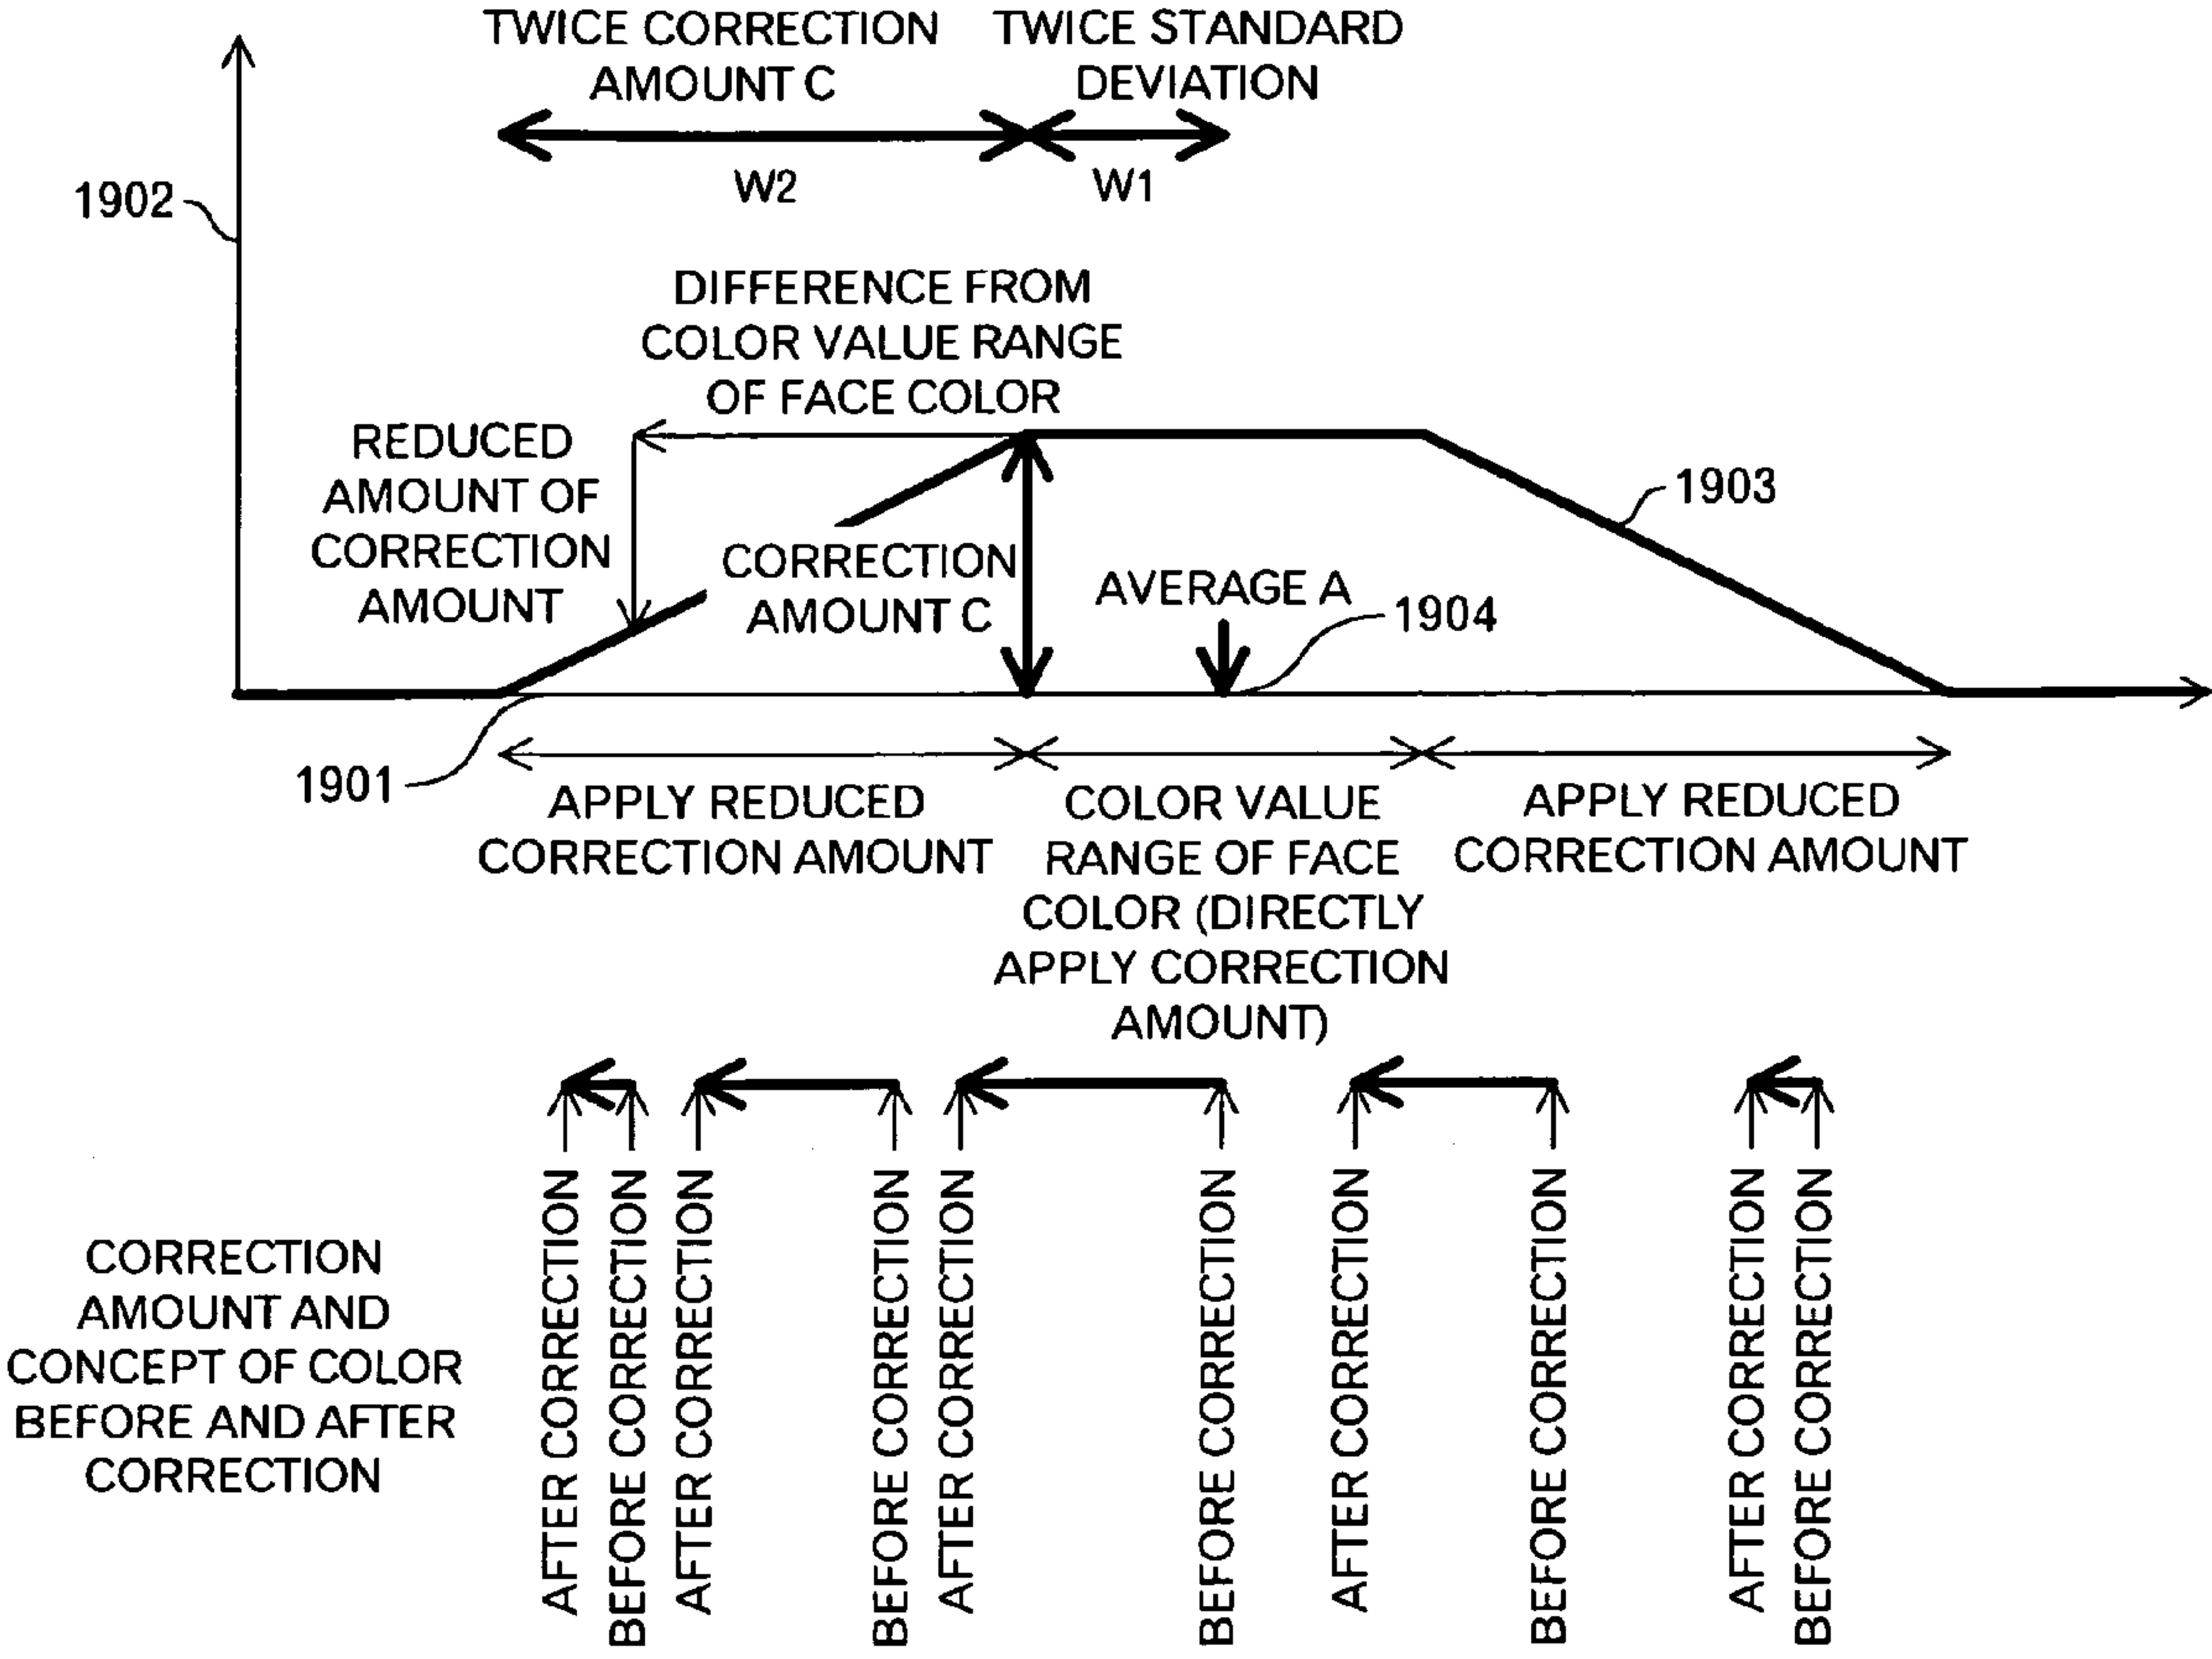 TWICE CORRECTION
AMOUNT C
TWICE STANDARD
DEVIATION
W2
W1
1902
DIFFERENCE FROM
COLOR VALUE RANGE
OF FACE COLOR
REDUCED
AMOUNT OF
CORRECTION
AMOUNT
1903
CORRECTION
AMOUNT C
AVERAGE A
1904
1901
APPLY REDUCED
CORRECTION AMOUNT
COLOR VALUE
RANGE OF FACE
COLOR (DIRECTLY
APPLY CORRECTION
AMOUNT)
APPLY REDUCED
CORRECTION AMOUNT
CORRECTION
AMOUNT AND
CONCEPT OF COLOR
BEFORE AND AFTER
CORRECTION
AFTER CORRECTION
BEFORE CORRECTION
AFTER CORRECTION
BEFORE CORRECTION
AFTER CORRECTION
BEFORE CORRECTION
AFTER CORRECTION
BEFORE CORRECTION
AFTER CORRECTION
BEFORE CORRECTION